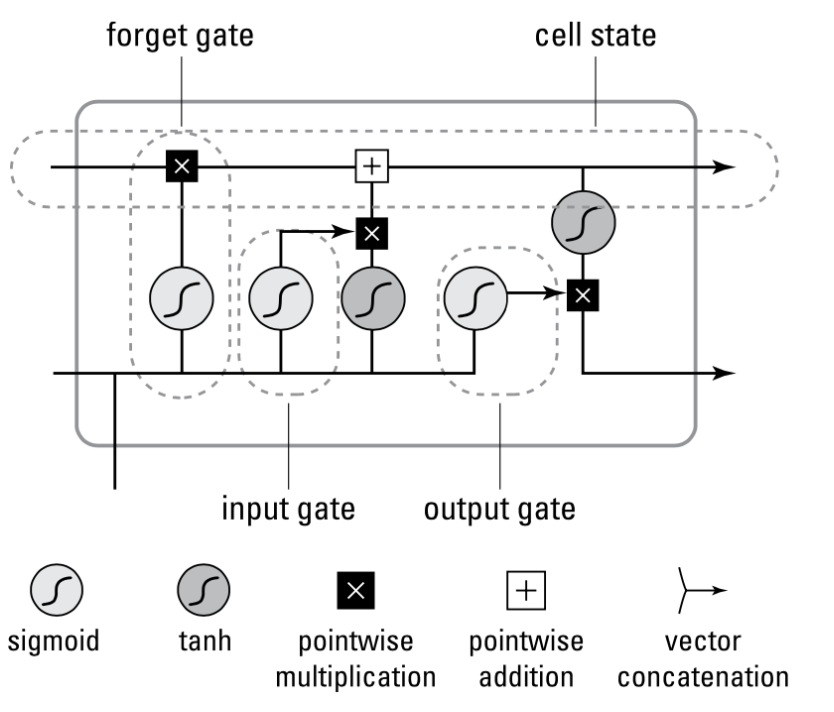 forget gate
cell state
input gate
output gate
sigmoid
tanh
pointwise
multiplication
pointwise
addition
vector
concatenation